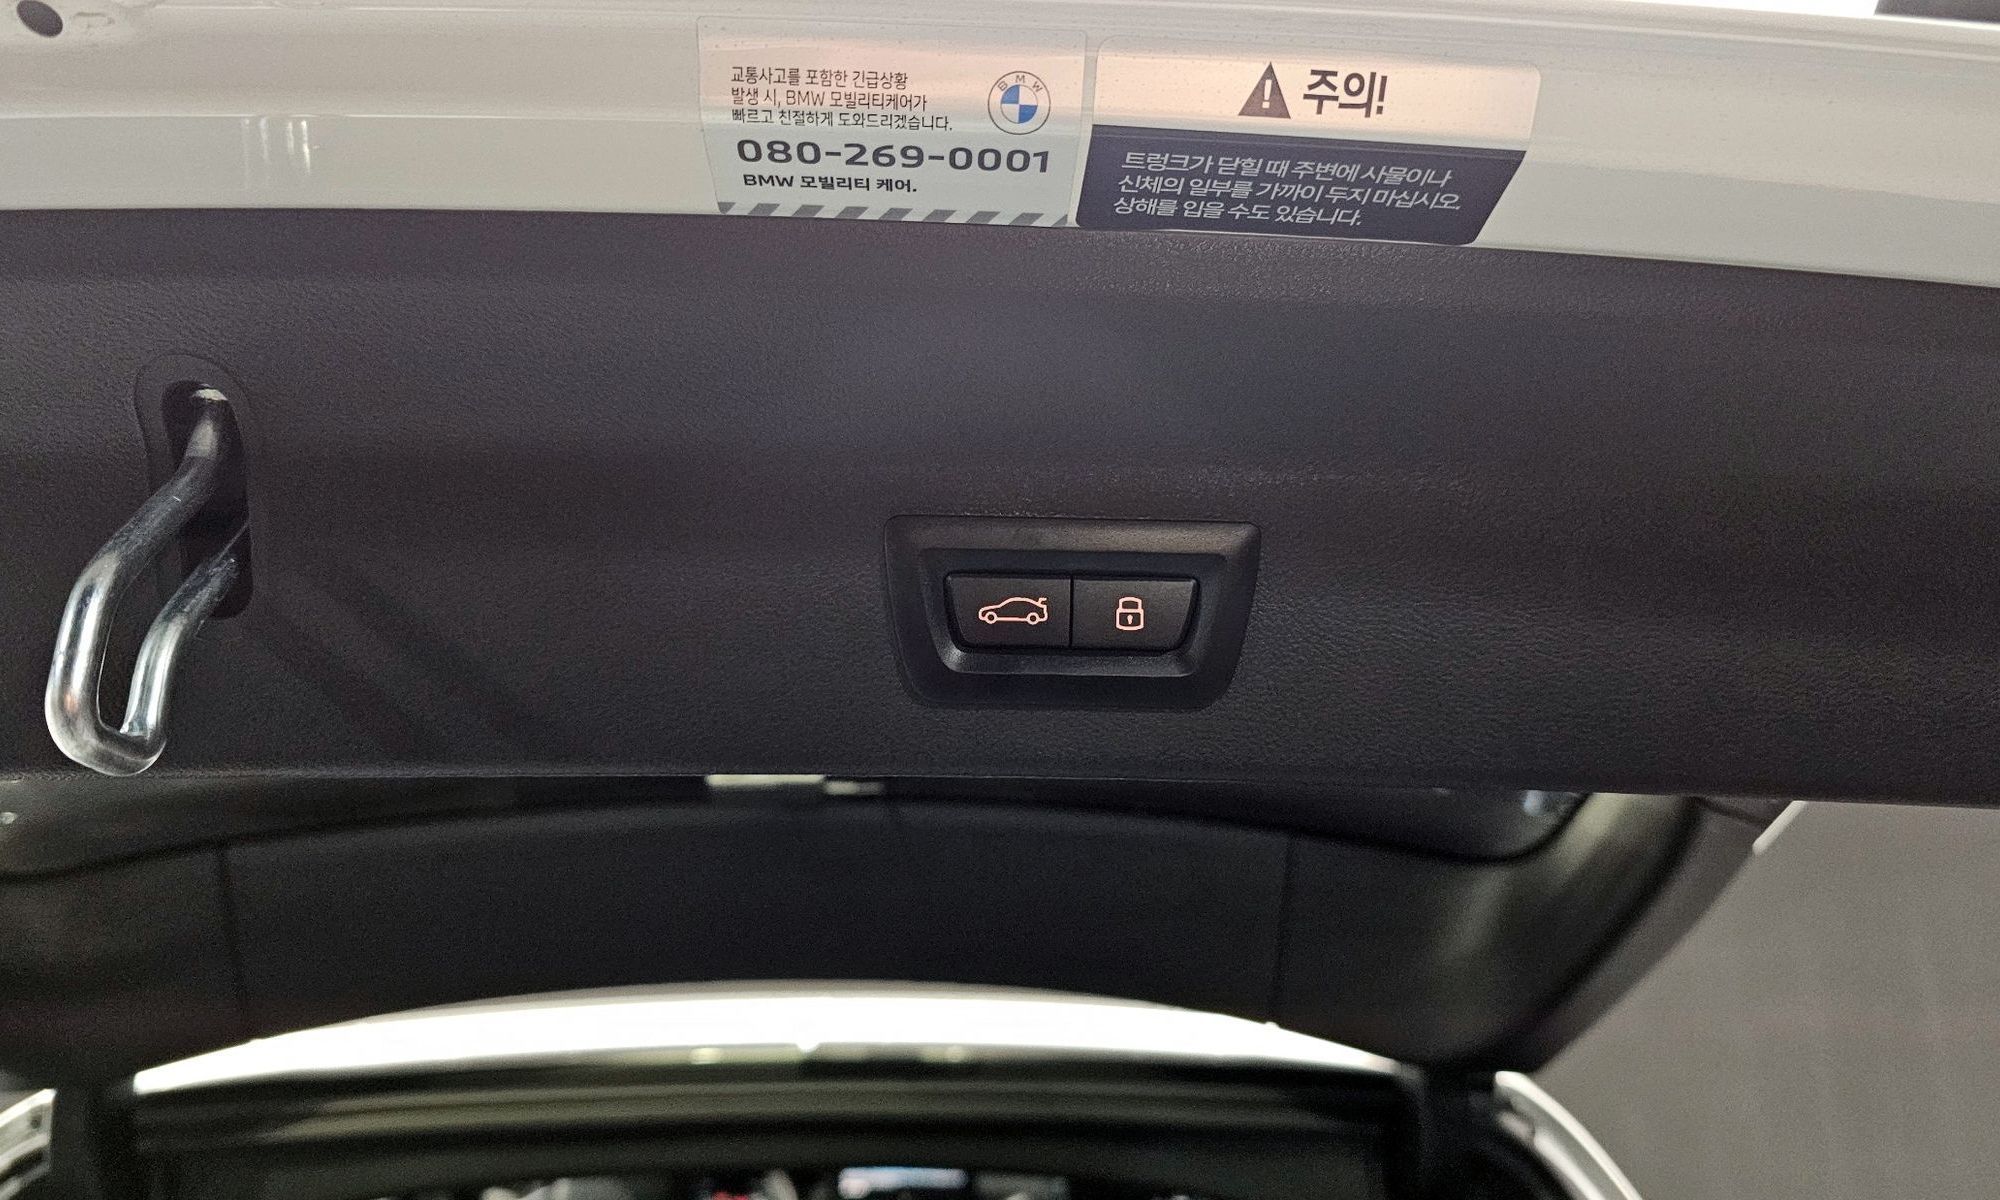 교통사고를 포함한 긴급상황
발생 시, BMW 모빌리티케어가
빠르고 친절하게 도와드리겠습니다.
080-269-0001
BMW 모빌리티 케어.
BMW
주의!
트렁크가 닫힐 때 주변에 사물이나
신체의 일부를 가까이 두지 마십시오.
상해를 입을 수도 있습니다.